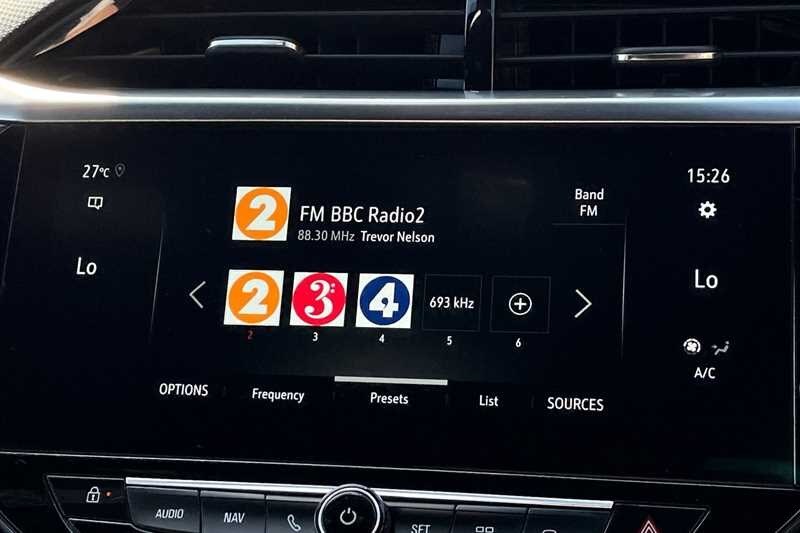 27°C
15:26
2
FM BBC Radio2
88.30 MHz Trevor Nelson
Band
FM
Lo
Lo
2
3:
4
693 kHz
2
3
4
5
6
A/C
OPTIONS
Frequency
Presets
List
SOURCES
AUDIO
NAV
SET